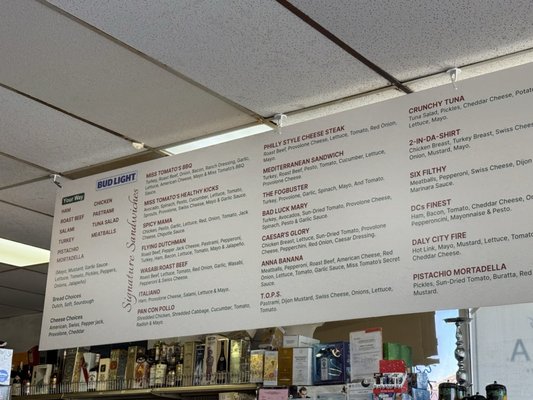 BUD LIGHT
Your Way
HAM
ROAST BEEF
SALAMI
TURKEY
PISTACHIO
MORTADELLA
CHICKEN
PASTRAMI
TUNA SALAD
MEATBALLS
(Mayo, Mustard, Garlic Sauce
Lettuce, Tomato, Pickles, Red
Onions, Jalapeño)
Bread Choices
Dutch, Soft, Sourdough
Cheese Choices
American, Swiss, Pepper Jack,
Provolone, Cheddar
Signature Sandwiches
MISS TOMATO'S BBQ
Turkey, Roast Beef, Onion, Bacon, Ranch Dressing, Garlic,
Lettuce, American Cheese, Mayo & Miss Tomato's BBQ
Sauce.
MISS TOMATO'S HEALTHY KICKS
Avocado, Spinach, Pesto, Cucumber, Lettuce, Tomato,
Sprouts, Provolone, Swiss Cheese, Mayo & Garlic Sauce.
SPICY MAMA
Chicken, Pesto, Garlic, Lettuce, Red Onion, Tomato, Jack
Cheese, Chipotle Sauce.
FLYING DUTCHMAN
Roast Beef, Pepper Jack Cheese, Pastrami, Pepperoni,
Turkey, Ham, Bacon, Lettuce, Tomato, Mayo & Jalapeño.
WASABI ROAST BEEF
Roast Beef, Lettuce, Tomato, Red Onion, Garlic, Wasabi,
Pepperoni & Swiss Cheese.
ITALIANO
Ham, Provolone Cheese, Salami, Lettuce & Mayo.
PAN CON POLLO
Shredded Chicken, Shredded Cabbage, Cucumber, Tomato,
Radish & Mayo
PHILLY STYLE CHEESE STEAK
Roast Beef, Provolone Cheese, Lettuce, Tomato, Red Onion,
Mayo.
MEDITERRANEAN SANDWICH
Turkey, Roast Beef, Pesto, Tomato, Cucumber, Lettuce,
Pepperoncini, Mayo.
THE FOGBUSTER
Turkey, Provolone, Garlic, Spinach, Mayo, And Tomato.
BAD LUCK MARY
Turkey, Avocado, Sun-Dried Tomato, Provolone Cheese,
Spinach, Garlic Sauce.
CAESAR'S GLORY
Chicken Breast, Lettuce, Sun-Dried Tomato, Provolone
Cheese, Pepperchini, Red Onion, Caesar Dressing.
ANNA BANANA
Meatballs, Pepperoni, Roast Beef, American Cheese, Red
Onion, Lettuce, Tomato, Garlic Sauce, Miss. Tomato's Secret
T.O.P.S.
Pastrami, Dijon Mustard, Swiss Cheese, Onions, Lettuce,
Tomato.
CRUNCHY TUNA
Tuna Salad, Pickles, Cheddar Cheese, Potato
Lettuce, Mayo.
2-IN-DA-SHIRT
Chicken Breast, Turkey Breast, Swiss Cheese
Onion, Mustard, Mayo.
SIX FILTHY
Meatballs, Pepperoni, Swiss Cheese, Dijon
Marinara Sauce.
DC's FINEST
Ham, Bacon, Tomato, Cheddar Cheese, Onion,
Pepperoncini, Mayonnaise & Pesto.
DALY CITY FIRE
Hot Link, Mayo, Mustard, Lettuce, Tomato
Cheddar Cheese.
PISTACHIO MORTADELLA
Pistachio, Sun-Dried Tomato, Buratta, Red
Mustard.